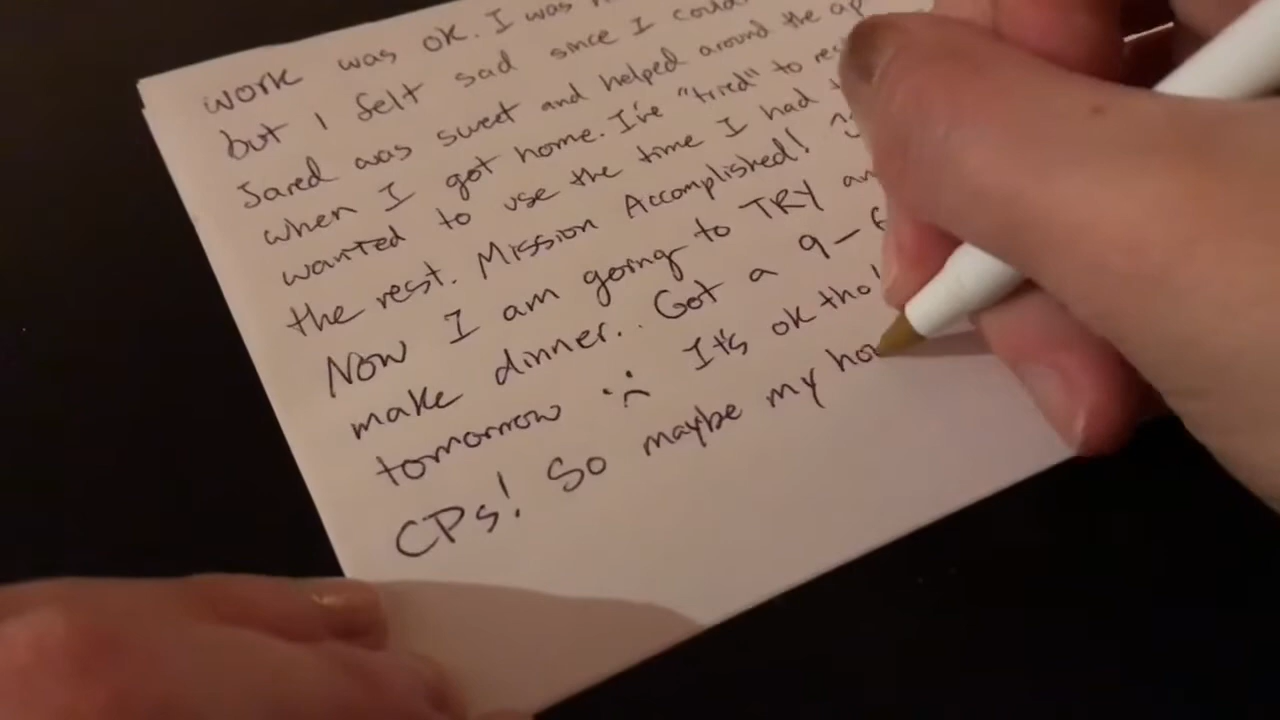 work was ok. I was
but I felt sad since I
Jared was sweet and helped around the
when I got home. I've "tried" to
wanted to use the time I had
the rest. Mission Accomplished!
Now I am going to TRY
make dinner.. Got a 9-
tomorrow :( It's ok tho!
CPs! So maybe my